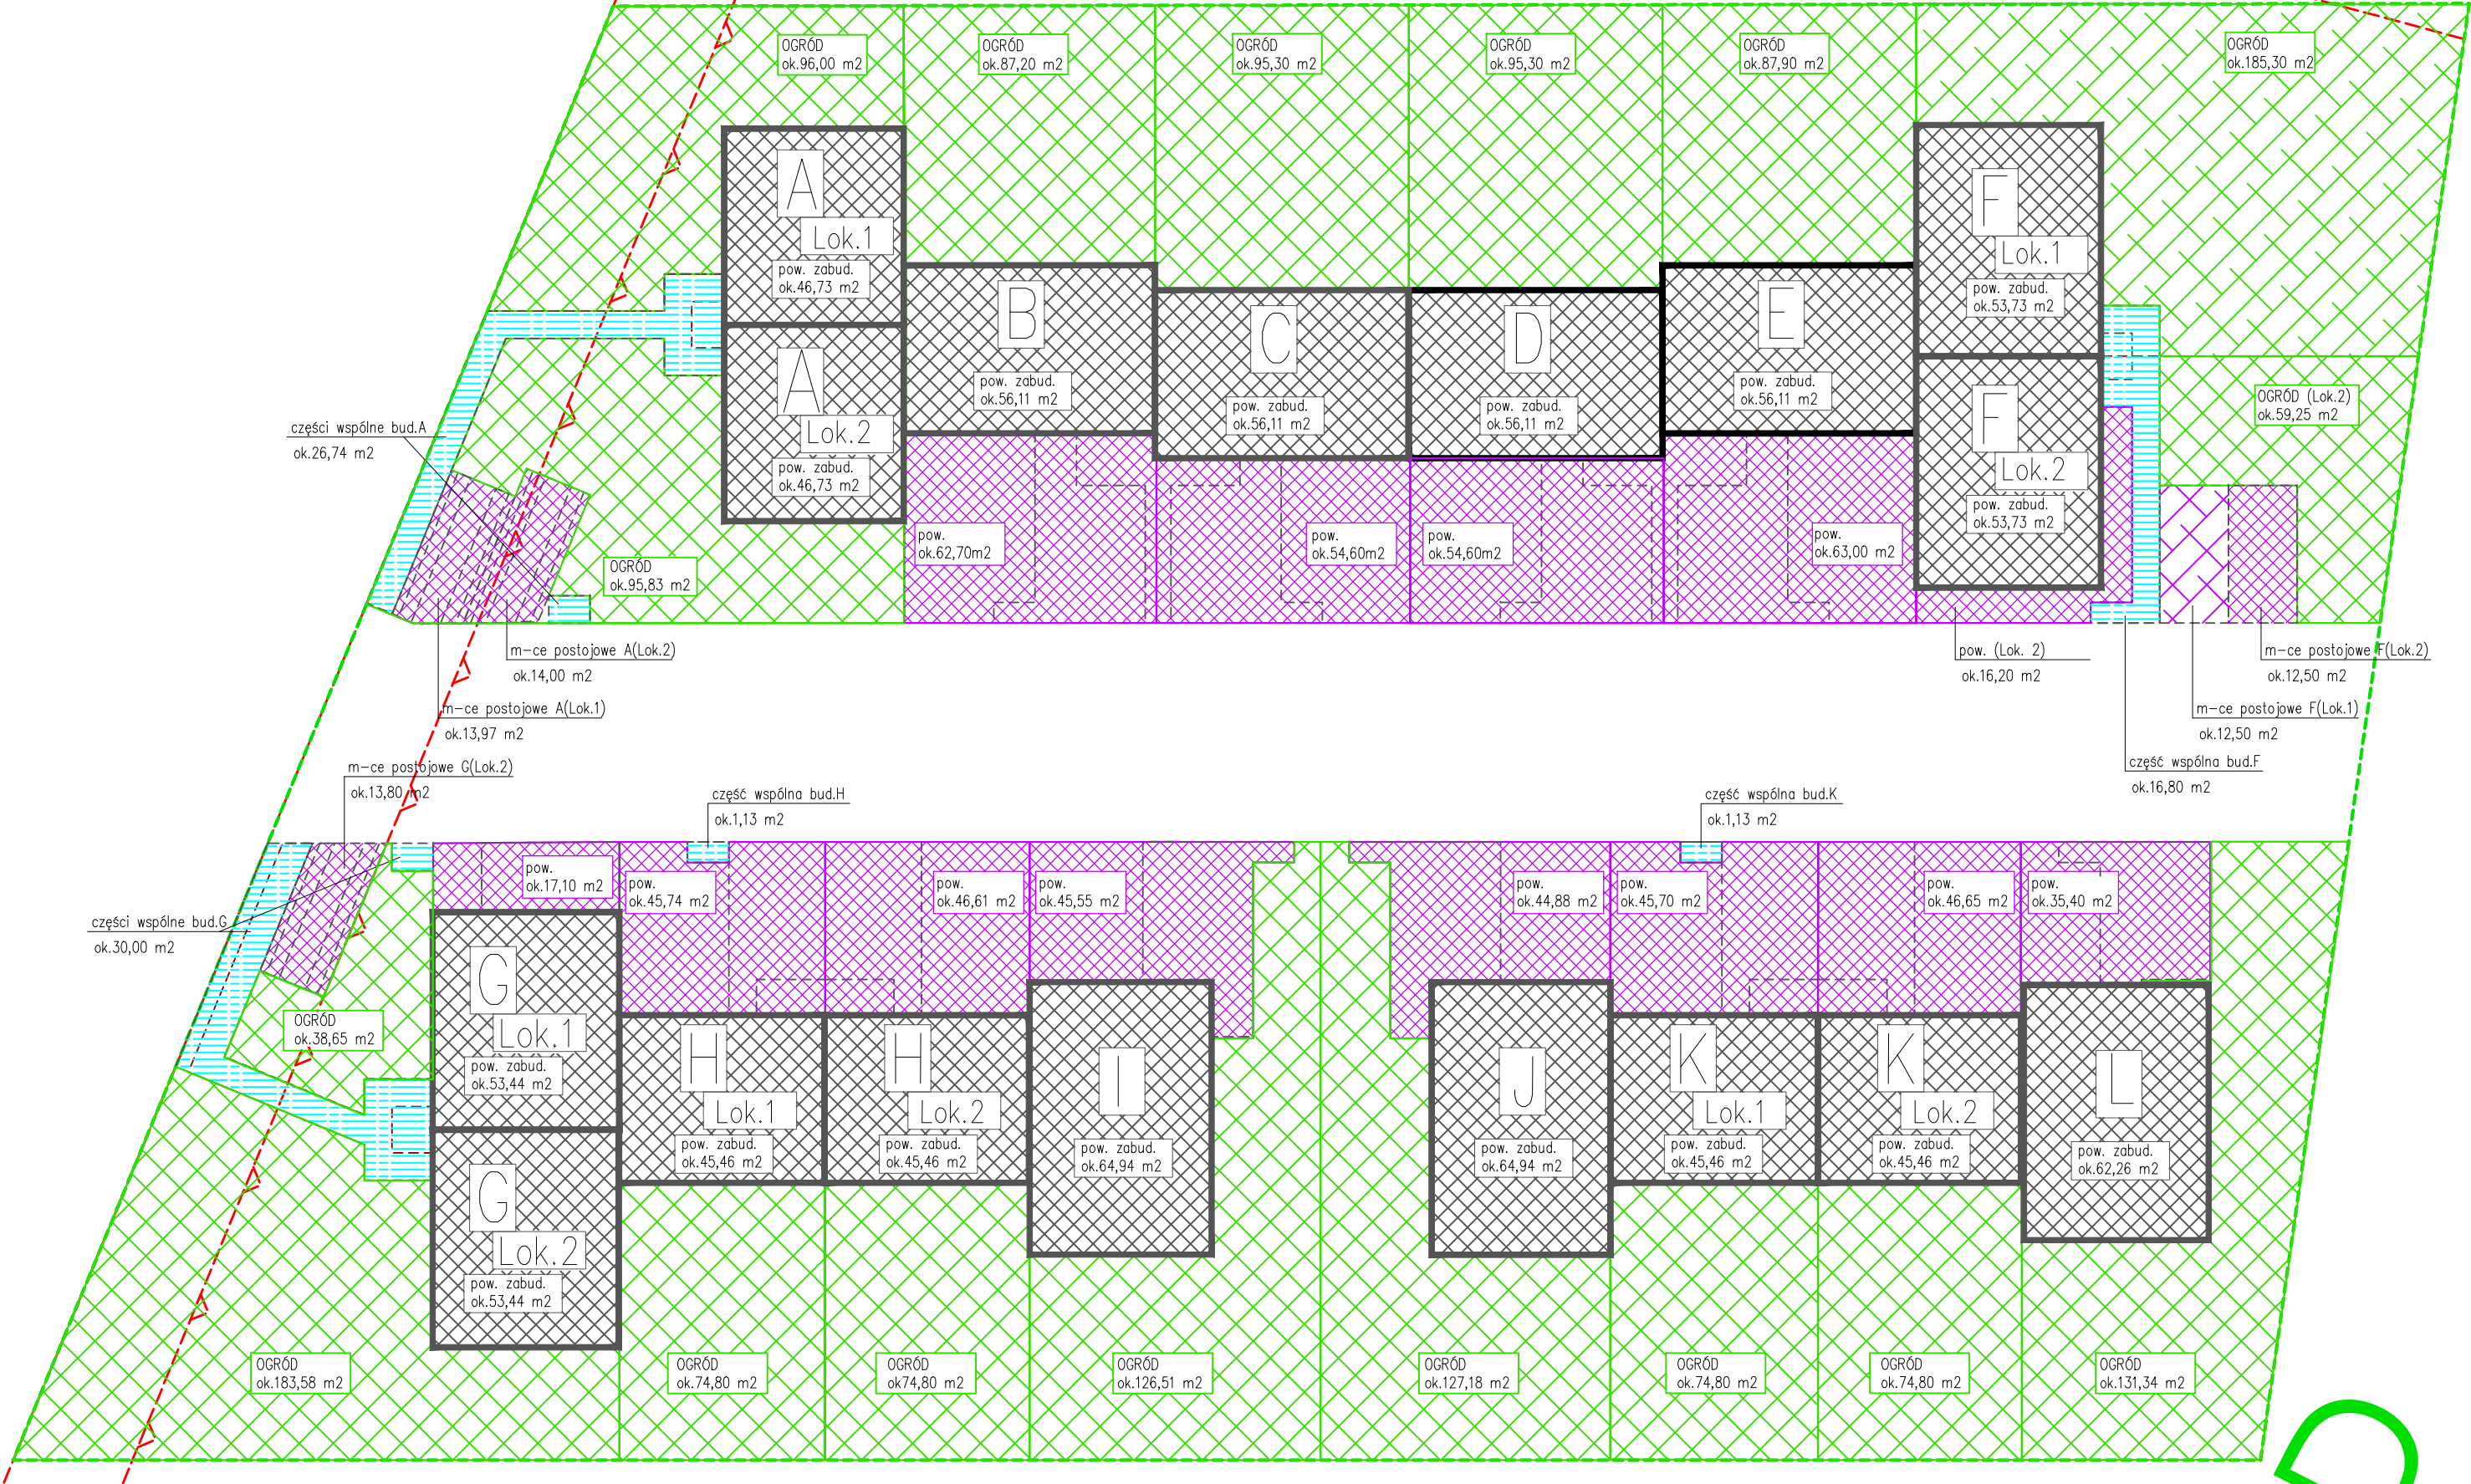 OGRÓD
ok.96,00 m2
OGRÓD
ok.87,20 m2
OGRÓD
ok.95,30 m2
OGRÓD
ok.95,30 m2
OGRÓD
ok.87,90 m2
OGRÓD
ok.185,30 m2
A
Lok.1
pow. zabud.
ok.46,73 m2
A
Lok.2
pow. zabud.
ok.46,73 m2
B
pow. zabud.
ok.56,11 m2
C
pow. zabud.
ok.56,11 m2
D
pow. zabud.
ok.56,11 m2
E
pow. zabud.
ok.56,11 m2
F
Lok.1
pow. zabud.
ok.53,73 m2
F
Lok.2
pow. zabud.
ok.53,73 m2
OGRÓD (Lok.2)
ok.59,25 m2
części wspólne bud.A
ok.26,74 m2
OGRÓD
ok.95,83 m2
pow.
ok.62,70m2
pow.
ok.54,60m2
pow.
ok.54,60m2
pow.
ok.63,00 m2
m-ce postojowe A(Lok.2)
ok.14,00 m2
m-ce postojowe A(Lok.1)
ok.13,97 m2
pow. (Lok. 2)
ok.16,20 m2
m-ce postojowe F(Lok.2)
ok.12,50 m2
m-ce postojowe F(Lok.1)
ok.12,50 m2
część wspólna bud.F
ok.16,80 m2
m-ce postojowe G(Lok.2)
ok.13,80 m2
część wspólna bud.H
ok.1,13 m2
część wspólna bud.K
ok.1,13 m2
części wspólne bud.G
ok.30,00 m2
pow.
ok.17,10 m2
pow.
ok.45,74 m2
pow.
ok.46,61 m2
pow.
ok.45,55 m2
pow.
ok.44,88 m2
pow.
ok.45,70 m2
pow.
ok.46,65 m2
pow.
ok.35,40 m2
OGRÓD
ok.38,65 m2
G
Lok.1
pow. zabud.
ok.53,44 m2
G
Lok.2
pow. zabud.
ok.53,44 m2
H
Lok.1
pow. zabud.
ok.45,46 m2
H
Lok.2
pow. zabud.
ok.45,46 m2
I
pow. zabud.
ok.64,94 m2
J
pow. zabud.
ok.64,94 m2
K
Lok.1
pow. zabud.
ok.45,46 m2
K
Lok.2
pow. zabud.
ok.45,46 m2
L
pow. zabud.
ok.62,26 m2
OGRÓD
ok.183,58 m2
OGRÓD
ok.74,80 m2
OGRÓD
ok74,80 m2
OGRÓD
ok.126,51 m2
OGRÓD
ok.127,18 m2
OGRÓD
ok.74,80 m2
OGRÓD
ok.74,80 m2
OGRÓD
ok.131,34 m2